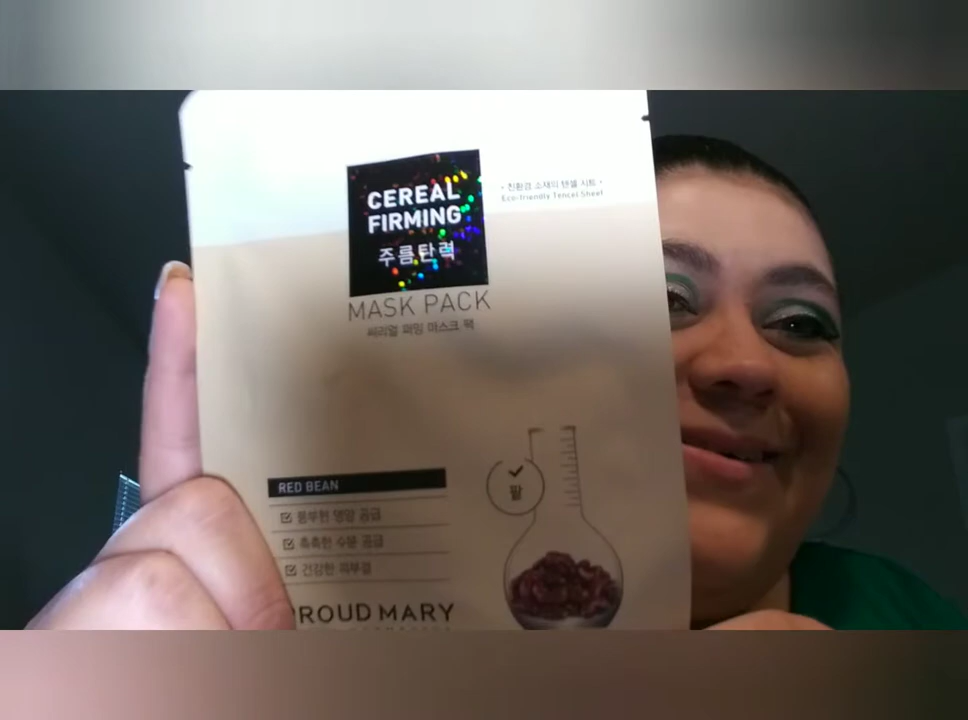 CEREAL
FIRMING
주름탄력
· 친환경 소재의 텐셀 시트 ·
Eco-friendly Tencel Sheet
MASK PACK
씨리얼 퍼밍 마스크 팩
RED BEAN
풍부한 영양 공급
촉촉한 수분 공급
건강한 피부결
팥
ROUD MARY